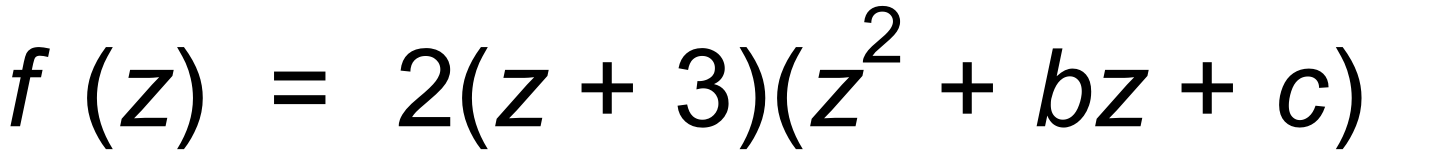 f (z) = 2(z + 3)(z² + bz + c)